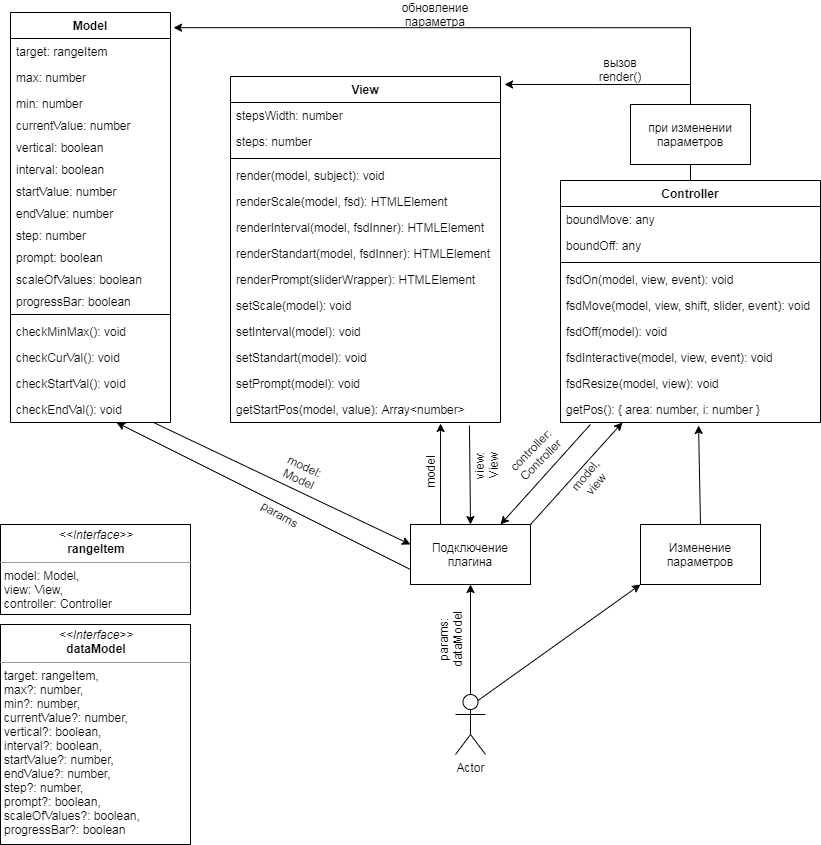 Model
target: rangeItem
max: number
min: number
currentValue: number
vertical: boolean
interval: boolean
startValue: number
endValue: number
step: number
prompt: boolean
scaleOfValues: boolean
progressBar: boolean
checkMinMax(): void
checkCurVal(): void
checkStartVal(): void
checkEndVal(): void
обновление
параметра
вызов
render()
View
stepsWidth: number
steps: number
render(model, subject): void
renderScale(model, fsd): HTMLElement
renderInterval(model, fsdInner): HTMLElement
renderStandart(model, fsdInner): HTMLElement
renderPrompt(sliderWrapper): HTMLElement
setScale(model): void
setInterval(model): void
setStandart(model): void
setPrompt(model): void
getStartPos(model, value): Array<number>
при изменении
параметров
Controller
boundMove: any
boundOff: any
fsdOn(model, view, event): void
fsdMove(model, view, shift, slider, event): void
fsdOff(model): void
fsdInteractive(model, view, event): void
fsdResize(model, view): void
getPos(): { area: number, i: number }
model:
Model
params
model
view:
View
controller:
Controller
model,
view
Подключение
плагина
Изменение
параметров
params:
dataModel
Actor
<<Interface>>
rangeItem
model: Model,
view: View,
controller: Controller
<<Interface>>
dataModel
target: rangeItem,
max?: number,
min?: number,
currentValue?: number,
vertical?: boolean,
interval?: boolean,
startValue?: number,
endValue?: number,
step?: number,
prompt?: boolean,
scaleOfValues?: boolean,
progressBar?: boolean